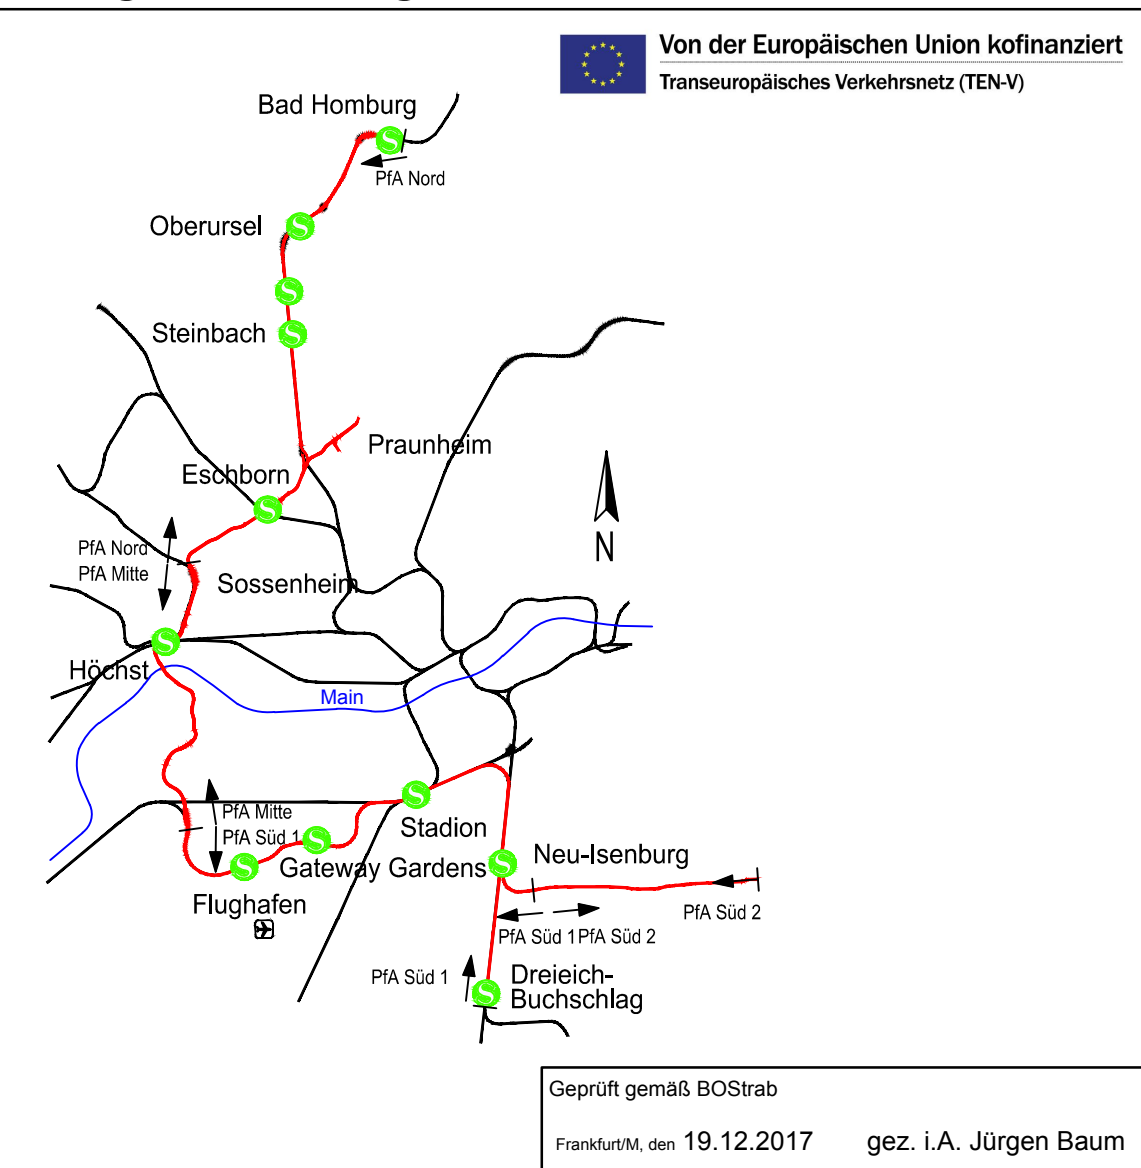 Von der Europäischen Union kofinanziert
Transeuropäisches Verkehrsnetz (TEN-V)
Bad Homburg
PfA Nord
Oberursel
Steinbach
Praunheim
Eschborn
N
PfA Nord
PfA Mitte
Sossenheim
Höchst
Main
PfA Mitte
PfA Süd 1
Stadion
Gateway Gardens
Neu-Isenburg
Flughafen
PfA Süd 2
PfA Süd 1
PfA Süd 2
PfA Süd 1
Dreieich-
Buchschlag
Geprüft gemäß BOStrab
Frankfurt/M, den 19.12.2017 gez. i.A. Jürgen Baum